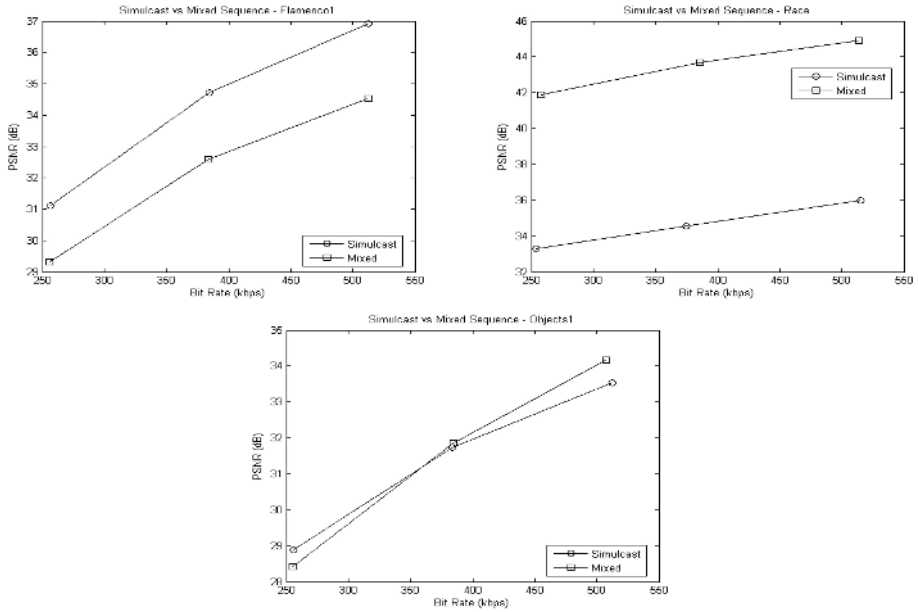 Simulcast vs Mixed Sequence - Flamenco1
37
36
35
34
33
32
31
30
29
PSNR (dB)
250 300 350 400 450 500 550
Bit Rate (kbps)
Simulcast
Mixed
Simulcast vs Mixed Sequence - Race
46
44
42
40
38
36
34
32
PSNR (dB)
250 300 350 400 450 500 550
Bit Rate (kbps)
Simulcast
Mixed
Simulcast vs Mixed Sequence - Objects1
35
34
33
32
31
30
29
28
PSNR (dB)
250 300 350 400 450 500 550
Bit Rate (kbps)
Simulcast
Mixed